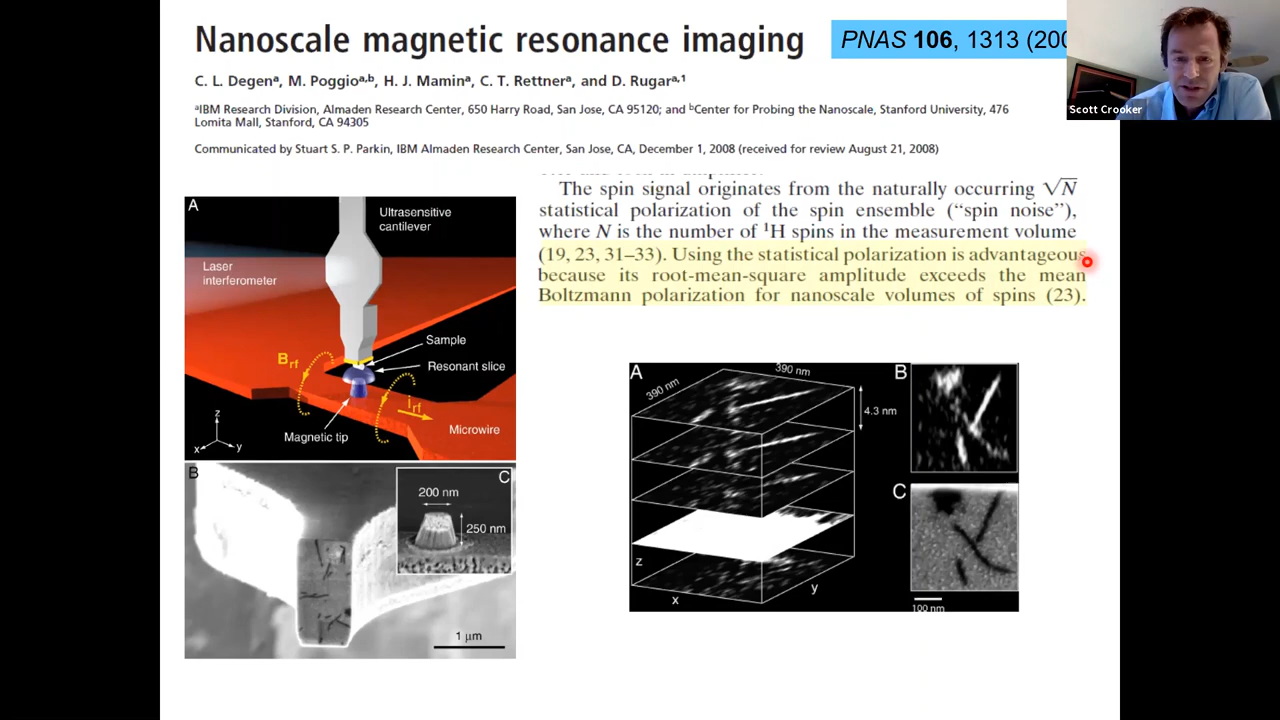 Nanoscale magnetic resonance imaging
PNAS 106, 1313 (200
Scott Crooker
C. L. Degenᵃ, M. Poggioᵃ,ᵇ, H. J. Maminᵃ, C. T. Rettnerᵃ, and D. Rugarᵃ,¹
ᵃIBM Research Division, Almaden Research Center, 650 Harry Road, San Jose, CA 95120; and ᵇCenter for Probing the Nanoscale, Stanford University, 476
Lomita Mall, Stanford, CA 94305
Communicated by Stuart S. P. Parkin, IBM Almaden Research Center, San Jose, CA, December 1, 2008 (received for review August 21, 2008)
The spin signal originates from the naturally occurring √N
statistical polarization of the spin ensemble (“spin noise”),
where N is the number of ¹H spins in the measurement volume
(19, 23, 31–33). Using the statistical polarization is advantageous
because its root-mean-square amplitude exceeds the mean
Boltzmann polarization for nanoscale volumes of spins (23).
A
Ultrasensitive
cantilever
Laser
interferometer
Sample
Brf
Resonant slice
irf
Magnetic tip
Microwire
z
x
y
B
C
200 nm
250 nm
1 µm
A
390 nm
390 nm
4.3 nm
z
x
y
B
C
100 nm